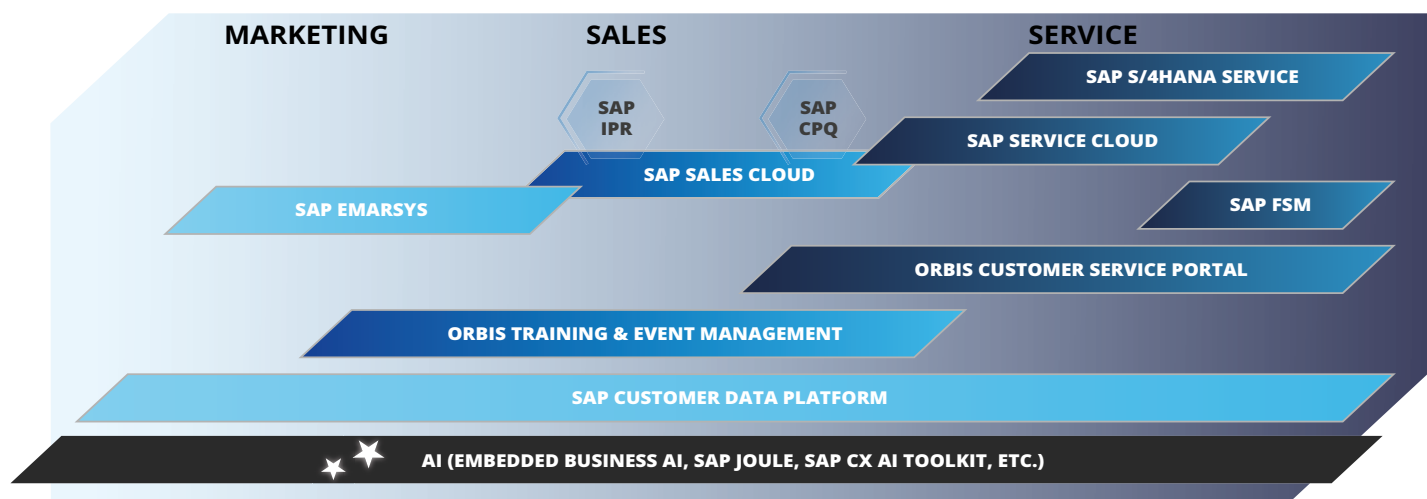 MARKETING
SALES
SERVICE
SAP S/4HANA SERVICE
SAP
IPR
SAP
CPQ
SAP SERVICE CLOUD
SAP SALES CLOUD
SAP EMARSYS
SAP FSM
ORBIS CUSTOMER SERVICE PORTAL
ORBIS TRAINING & EVENT MANAGEMENT
SAP CUSTOMER DATA PLATFORM
AI (EMBEDDED BUSINESS AI, SAP JOULE, SAP CX AI TOOLKIT, ETC.)